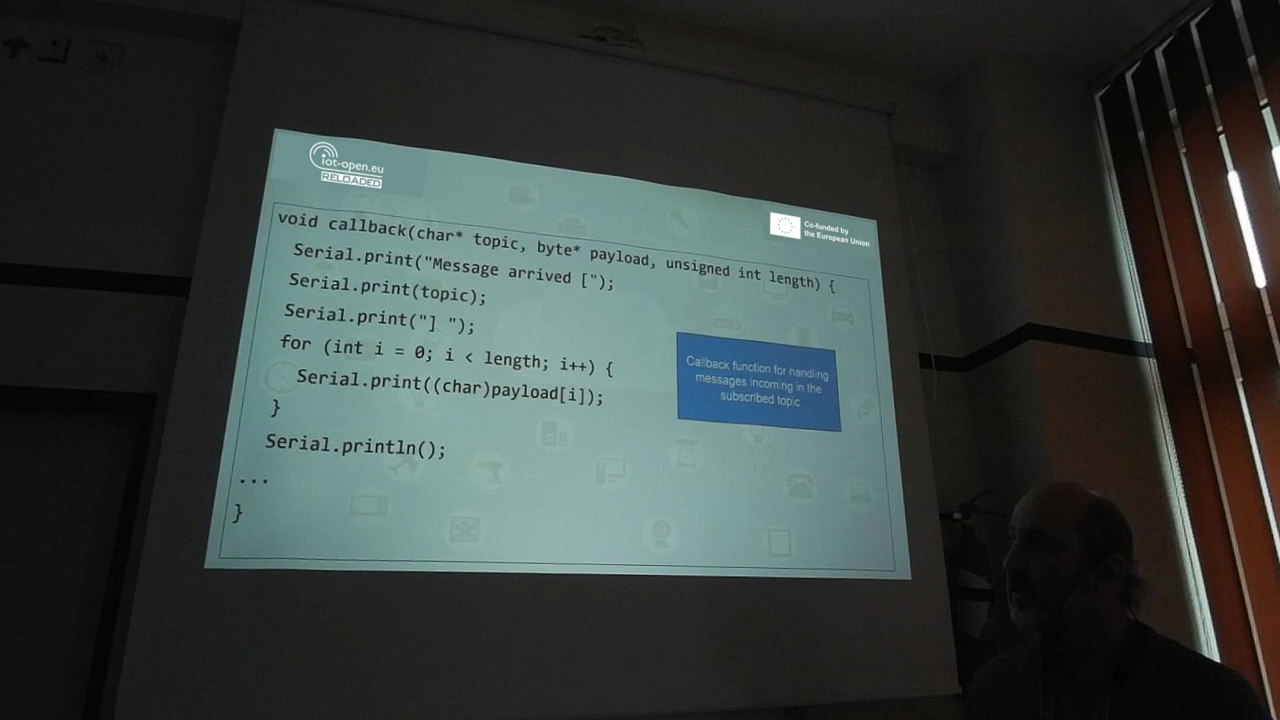 iot-open.eu
RELOADED
Co-funded by
the European Union
void callback(char* topic, byte* payload, unsigned int length) {
Serial.print("Message arrived [");
Serial.print(topic);
Serial.print("] ");
for (int i = 0; i < length; i++) {
Serial.print((char)payload[i]);
}
Serial.println();
...
}
Callback function for handling
messages incoming in the
subscribed topic